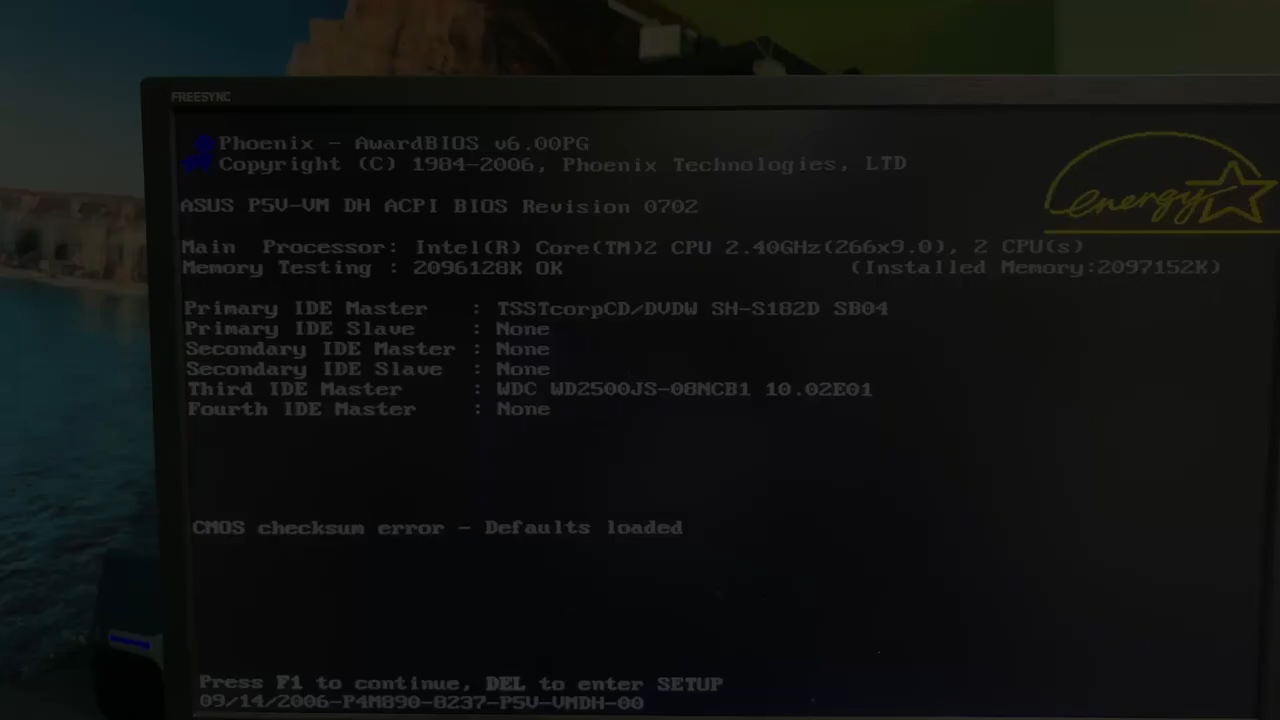 FREESYNC
Phoenix - AwardBIOS v6.00PG
Copyright (C) 1984-2006, Phoenix Technologies, LTD
energy
ASUS P5V-VM DH ACPI BIOS Revision 0702
Main Processor: Intel(R) Core(TM)2 CPU 2.40GHz(266x9.0), 2 CPU(s)
Memory Testing : 2096128K OK (Installed Memory:2097152K)
Primary IDE Master : TSSTcorpCD/DVDW SH-S182D SB04
Primary IDE Slave : None
Secondary IDE Master : None
Secondary IDE Slave : None
Third IDE Master : WDC WD2500JS-08NCB1 10.02E01
Fourth IDE Master : None
CMOS checksum error - Defaults loaded
Press F1 to continue, DEL to enter SETUP
09/14/2006-P4M890-8237-P5V-VMDH-00